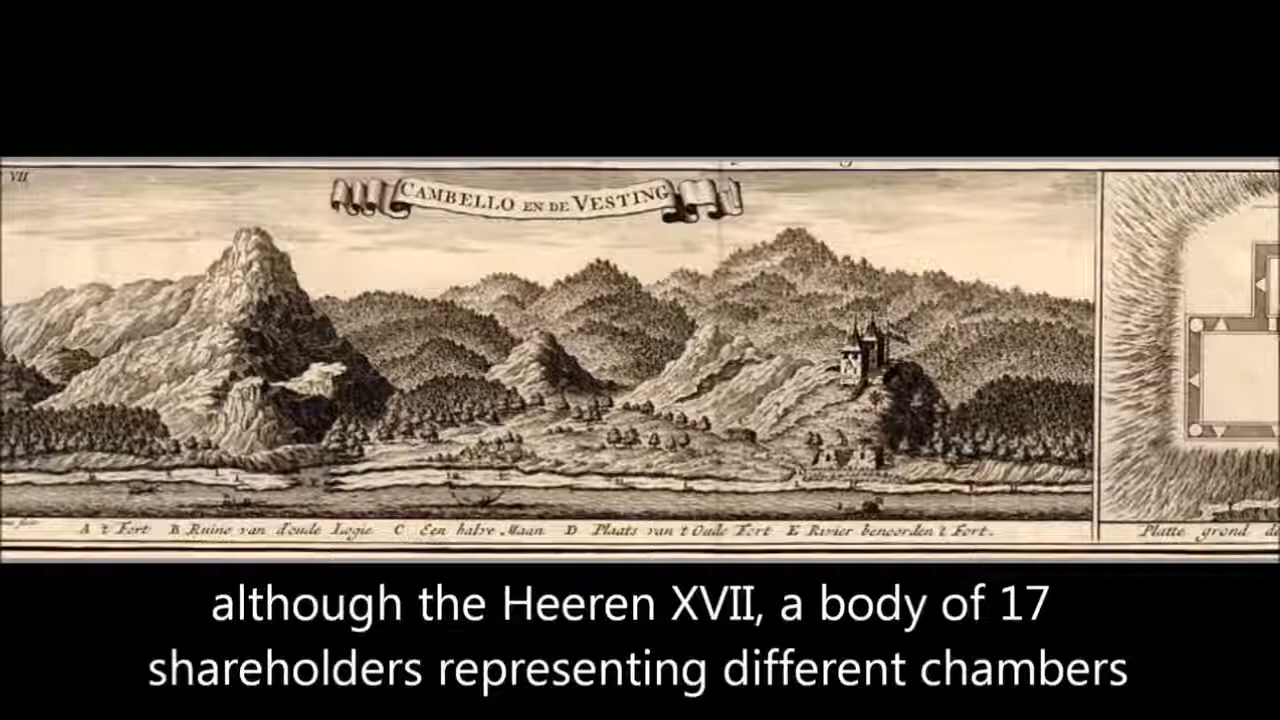 VII
CAMBELLO EN DE VESTING
A 't Fort B Ruine van d'oude Logie C Een halve Maan D Plaats van 't Oude Fort E Rivier benoorden 't Fort.
Platte grond
although the Heeren XVII, a body of 17
shareholders representing different chambers